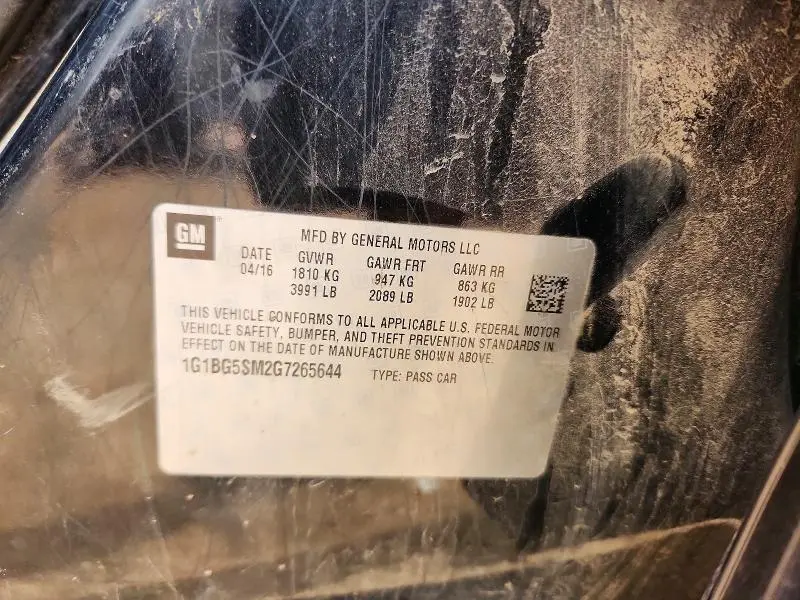 GM
MFD BY GENERAL MOTORS LLC
DATE GVWR GAWR FRT GAWR RR
04/16 1810 KG 947 KG 863 KG
3991 LB 2089 LB 1902 LB
THIS VEHICLE CONFORMS TO ALL APPLICABLE U.S. FEDERAL MOTOR
VEHICLE SAFETY, BUMPER, AND THEFT PREVENTION STANDARDS IN
EFFECT ON THE DATE OF MANUFACTURE SHOWN ABOVE.
1G1BG5SM2G7265644 TYPE: PASS CAR